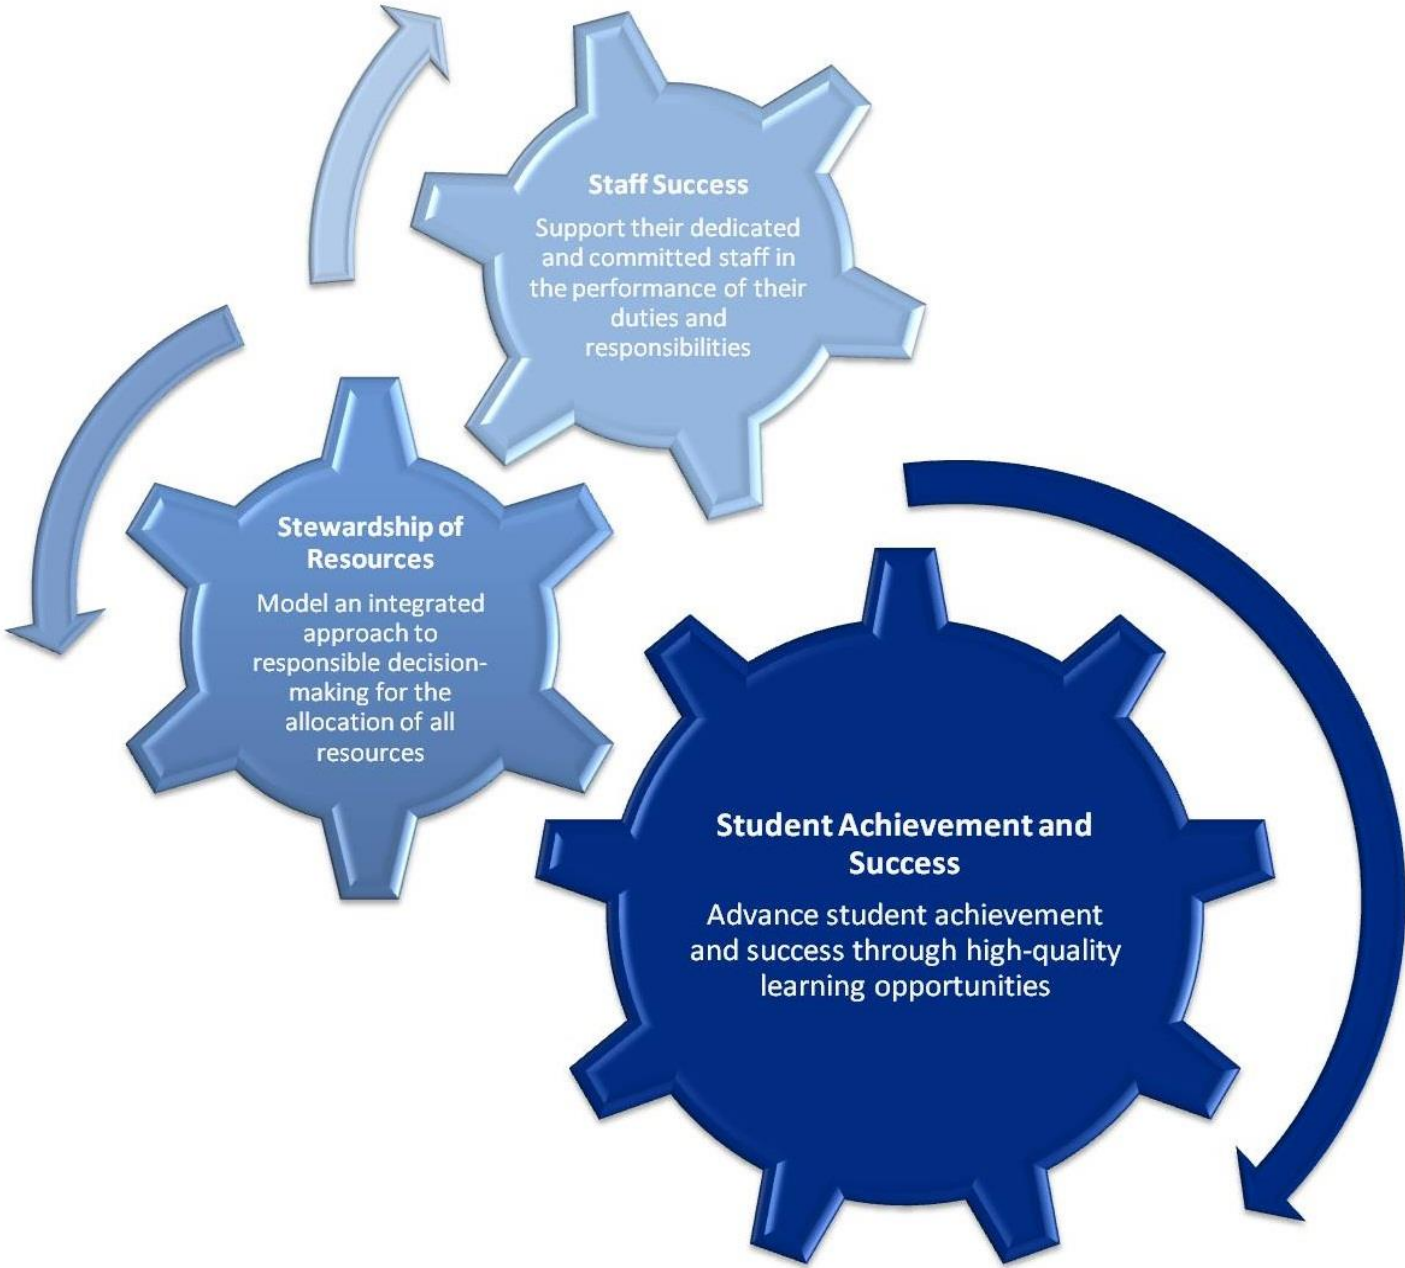 Staff Success
Support their dedicated
and committed staff in
the performance of their
duties and
responsibilities
Stewardship of
Resources
Model an integrated
approach to
responsible decision-
making for the
allocation of all
resources
Student Achievement and
Success
Advance student achievement
and success through high-quality
learning opportunities